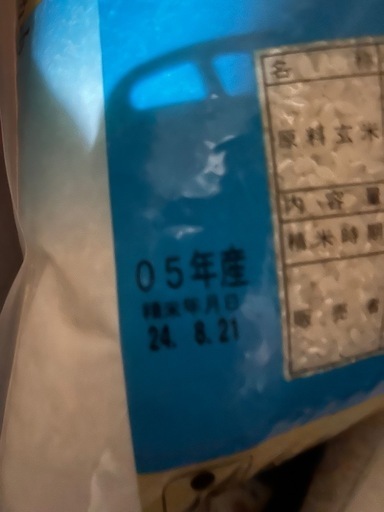 05年産
精米年月日
24. 8.21
名
原料玄米
内容量
精米時期
販売者